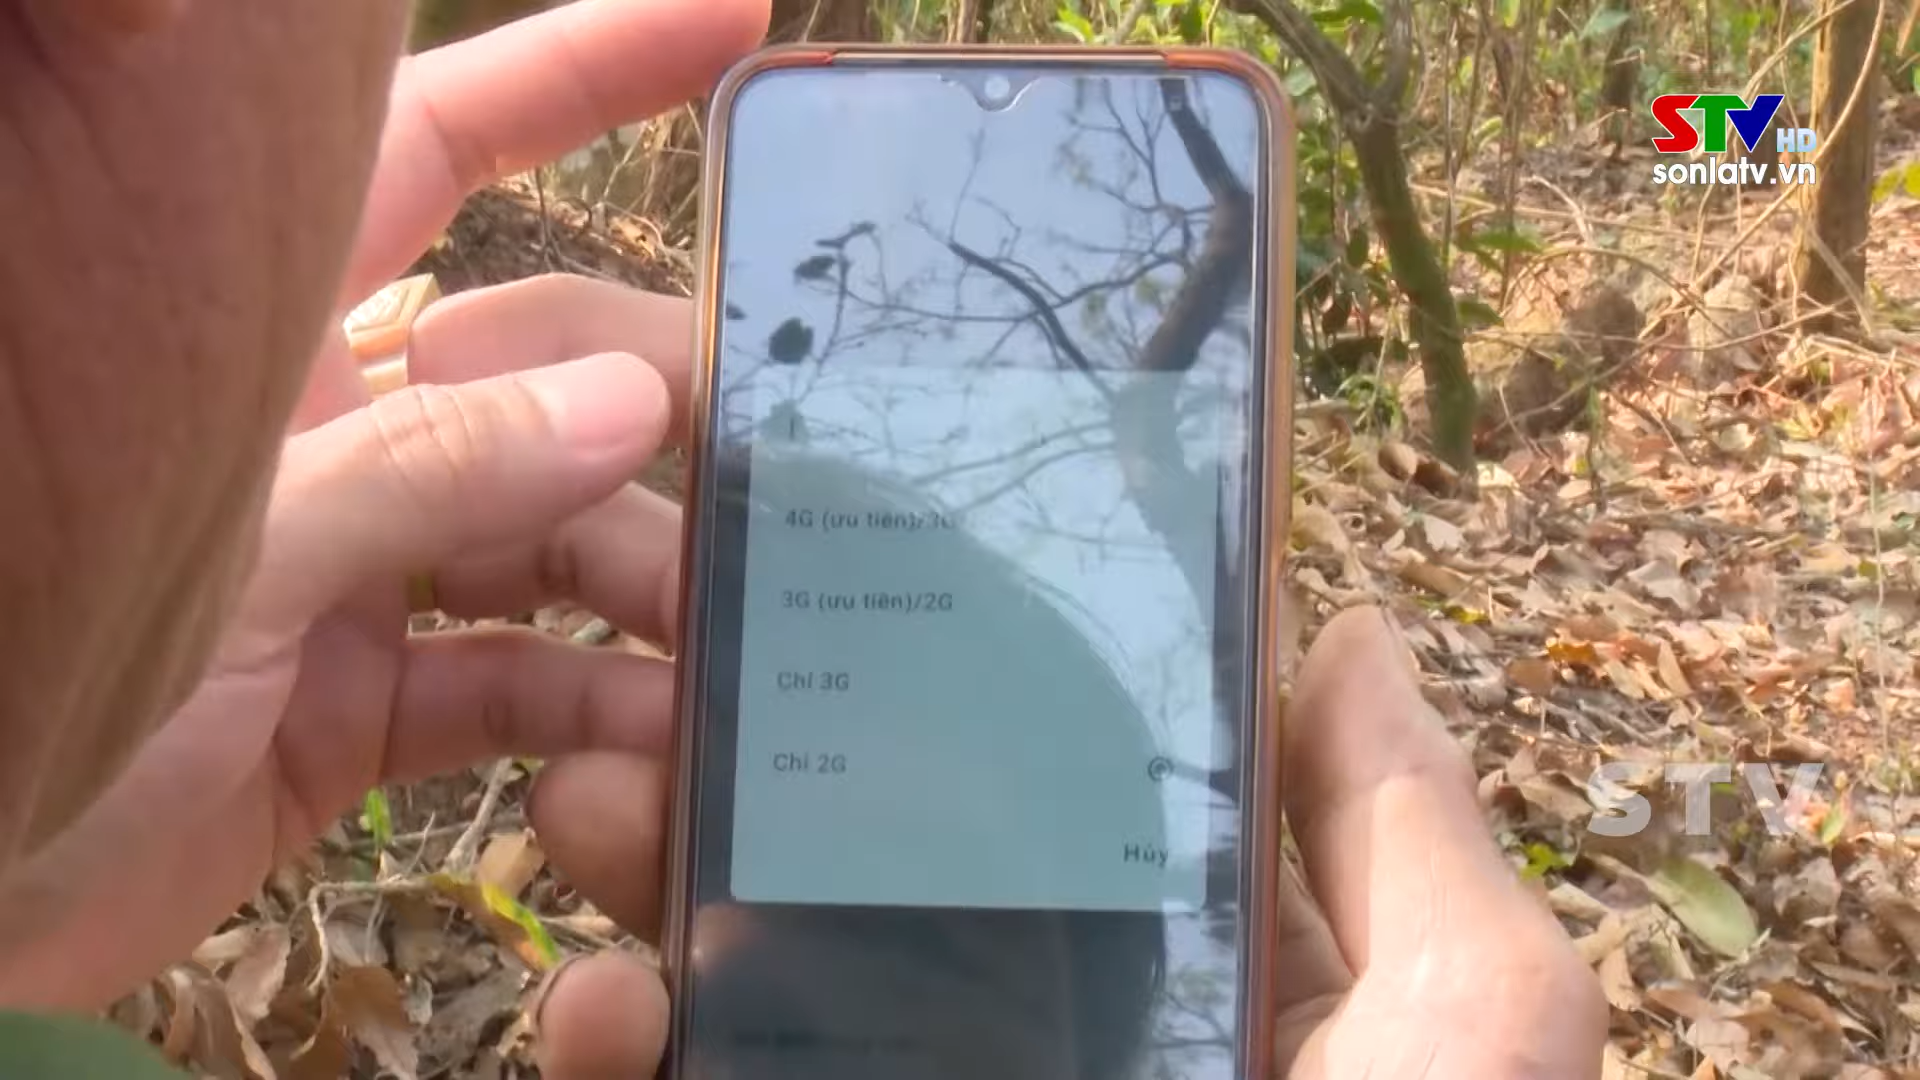 STV HD
sonlatv.vn
4G (ưu tiên)/3G
3G (ưu tiên)/2G
Chỉ 3G
Chỉ 2G
STV
Hủy